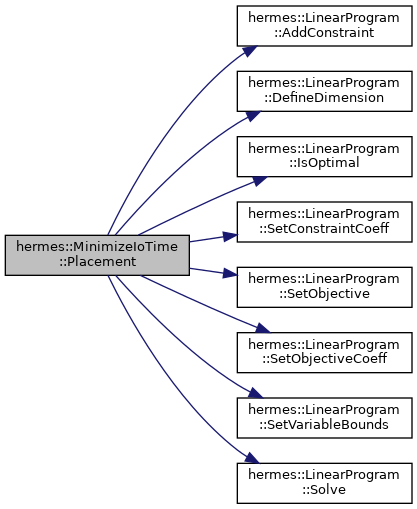 hermes::MinimizeIoTime
::Placement
hermes::LinearProgram
::AddConstraint
hermes::LinearProgram
::DefineDimension
hermes::LinearProgram
::IsOptimal
hermes::LinearProgram
::SetConstraintCoeff
hermes::LinearProgram
::SetObjective
hermes::LinearProgram
::SetObjectiveCoeff
hermes::LinearProgram
::SetVariableBounds
hermes::LinearProgram
::Solve